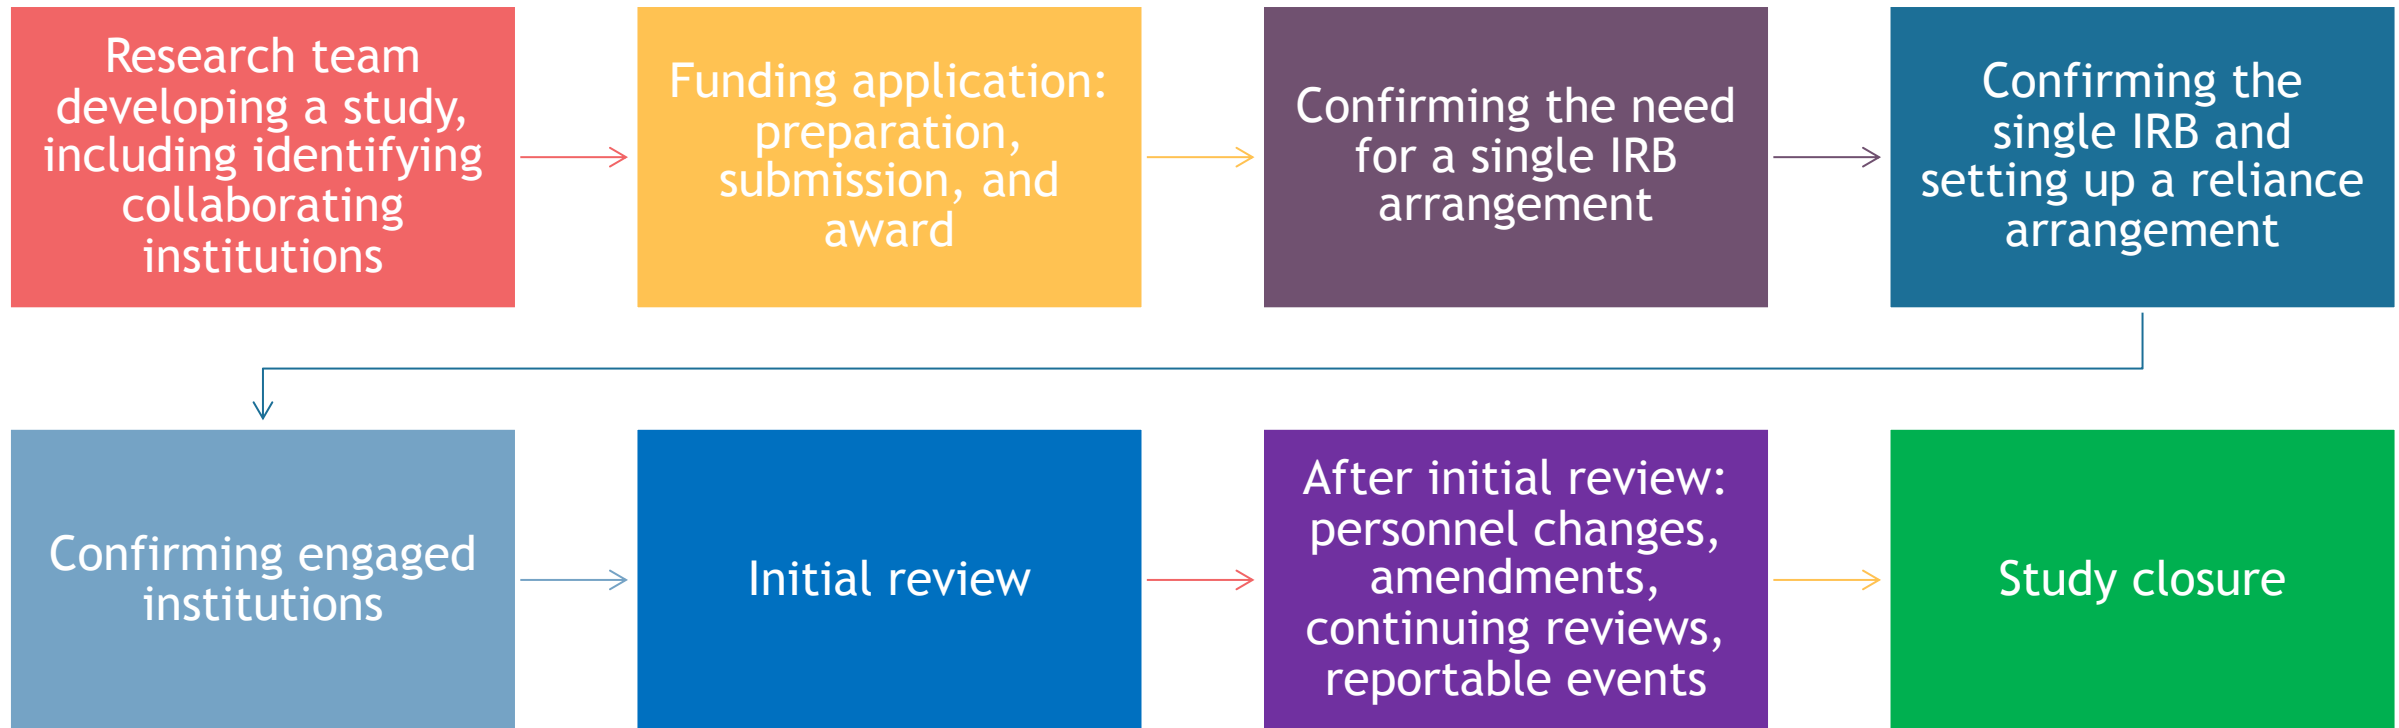 Research team
developing a study,
including identifying
collaborating
institutions
Funding application:
preparation,
submission, and
award
Confirming the need
for a single IRB
arrangement
Confirming the
single IRB and
setting up a reliance
arrangement
Confirming engaged
institutions
Initial review
After initial review:
personnel changes,
amendments,
continuing reviews,
reportable events
Study closure